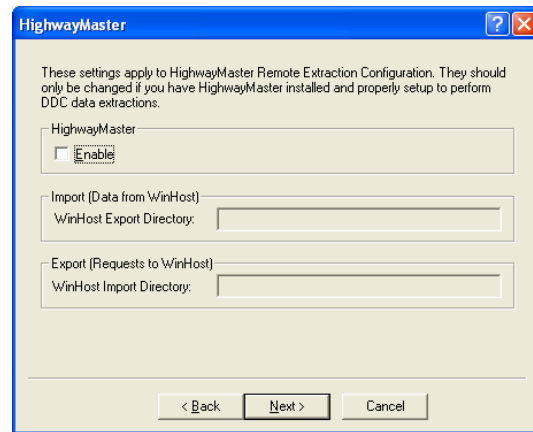 HighwayMaster
These settings apply to HighwayMaster Remote Extraction Configuration. They should
only be changed if you have HighwayMaster installed and properly setup to perform
DDC data extractions.
HighwayMaster
Enable
Import (Data from WinHost)
WinHost Export Directory:
Export (Requests to WinHost)
WinHost Import Directory:
< Back Next > Cancel